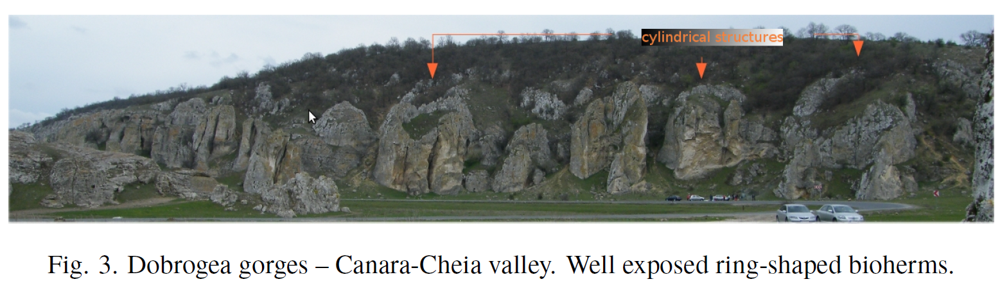 cylindrical structures
Fig. 3. Dobrogea gorges – Canara-Cheia valley. Well exposed ring-shaped bioherms.